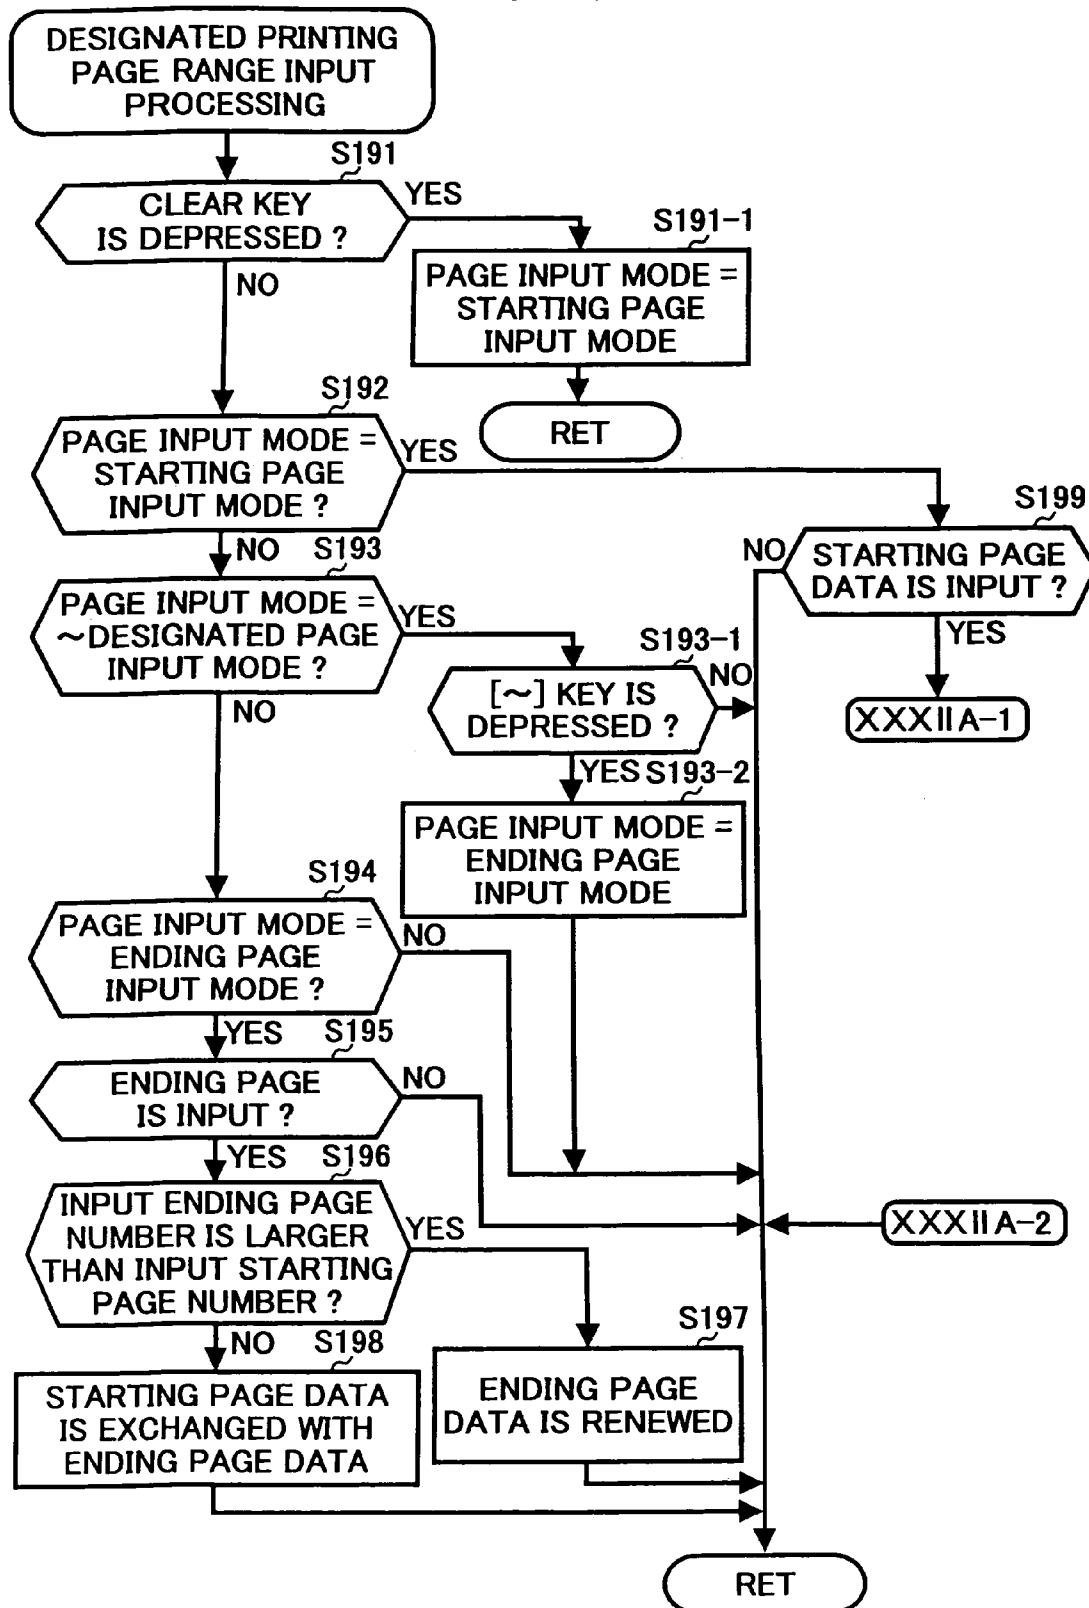 DESIGNATED PRINTING
PAGE RANGE INPUT
PROCESSING
S191
CLEAR KEY
IS DEPRESSED ?
YES
NO
S191-1
PAGE INPUT MODE =
STARTING PAGE
INPUT MODE
RET
S192
PAGE INPUT MODE =
STARTING PAGE
INPUT MODE ?
YES
NO
S199
STARTING PAGE
DATA IS INPUT ?
NO
YES
XXXIIA-1
S193
PAGE INPUT MODE =
~DESIGNATED PAGE
INPUT MODE ?
YES
NO
S193-1
[~] KEY IS
DEPRESSED ?
NO
YES
S193-2
PAGE INPUT MODE =
ENDING PAGE
INPUT MODE
S194
PAGE INPUT MODE =
ENDING PAGE
INPUT MODE ?
NO
YES
S195
ENDING PAGE
IS INPUT ?
NO
YES
S196
INPUT ENDING PAGE
NUMBER IS LARGER
THAN INPUT STARTING
PAGE NUMBER ?
YES
NO
XXXIIA-2
S197
ENDING PAGE
DATA IS RENEWED
S198
STARTING PAGE DATA
IS EXCHANGED WITH
ENDING PAGE DATA
RET